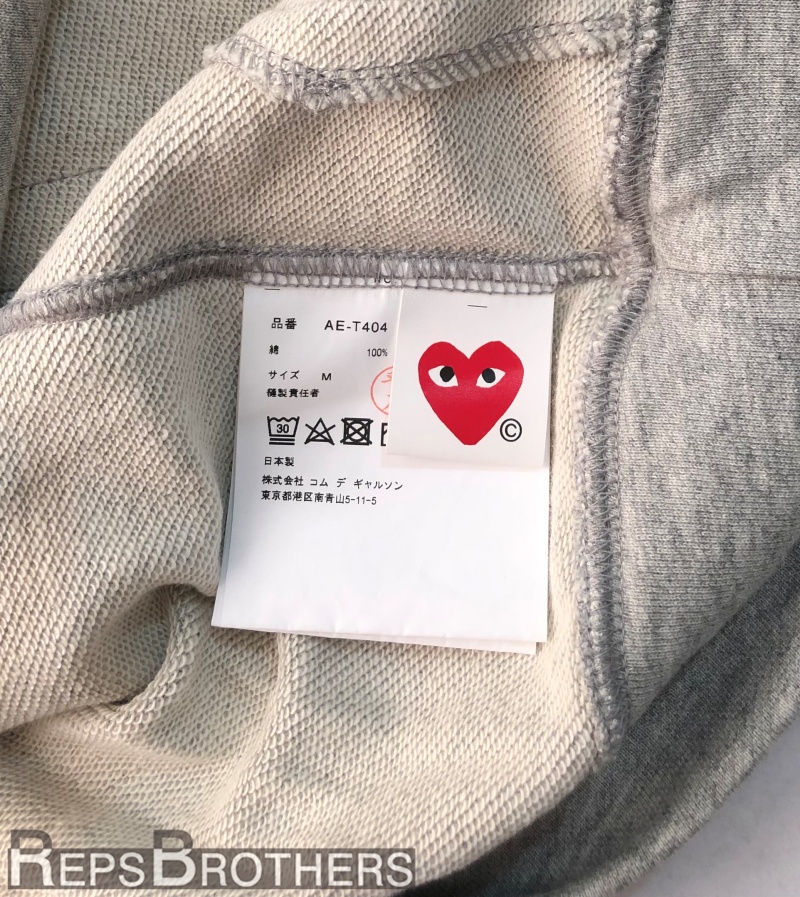 品番 AE-T404
綿 100%
サイズ M
縫製責任者
30
©
日本製
株式会社 コム デ ギャルソン
東京都港区南青山5-11-5
REPSBROTHERS